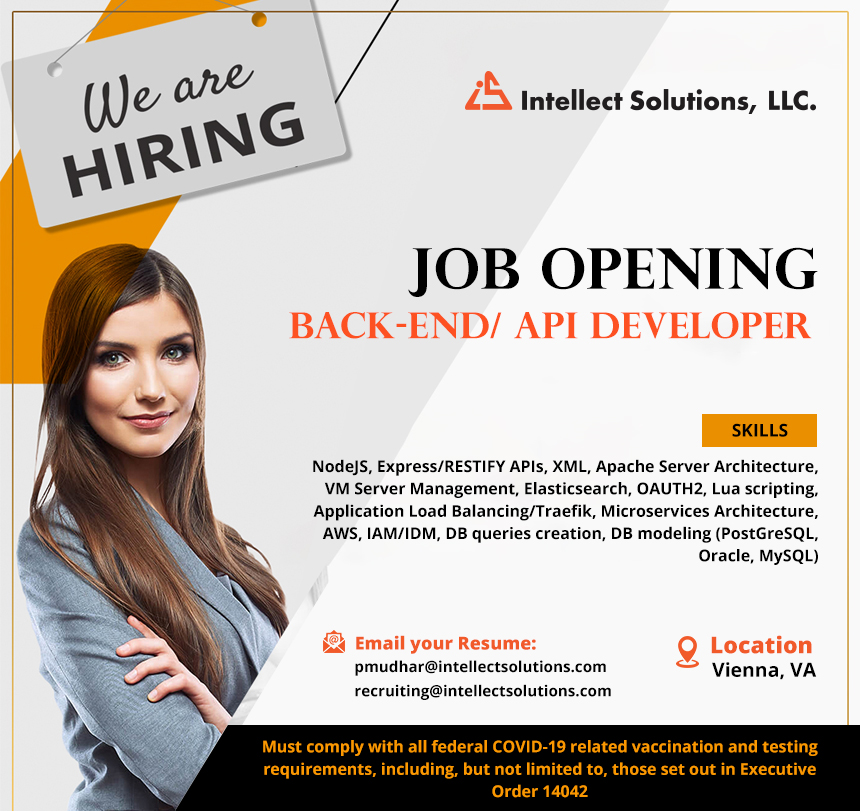 We are
HIRING
Intellect Solutions, LLC.
JOB OPENING
BACK-END/ API DEVELOPER
SKILLS
NodeJS, Express/RESTIFY APIs, XML, Apache Server Architecture,
VM Server Management, Elasticsearch, OAUTH2, Lua scripting,
Application Load Balancing/Traefik, Microservices Architecture,
AWS, IAM/IDM, DB queries creation, DB modeling (PostGreSQL,
Oracle, MySQL)
Email your Resume:
pmudhar@intellectsolutions.com
recruiting@intellectsolutions.com
Location
Vienna, VA
Must comply with all federal COVID-19 related vaccination and testing
requirements, including, but not limited to, those set out in Executive
Order 14042